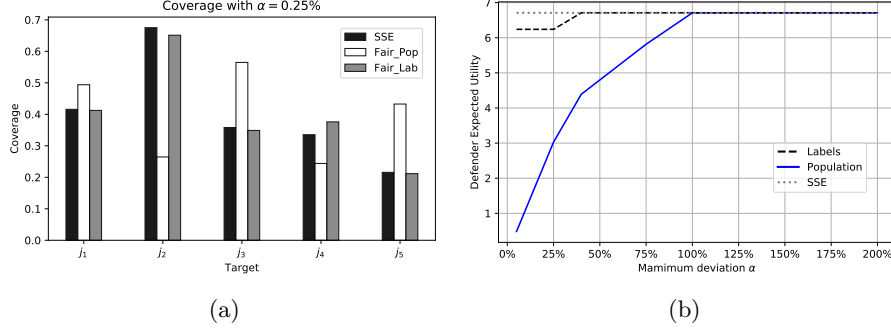 Coverage with α = 0.25%
SSE
Fair_Pop
Fair_Lab
Coverage
0.7
0.6
0.5
0.4
0.3
0.2
0.1
0.0
j1 j2 j3 j4 j5
Target
(a)
Defender Expected Utility
7
6
5
4
3
2
1
Labels
Population
SSE
0% 25% 50% 75% 100% 125% 150% 175% 200%
Mamimum deviation α
(b)